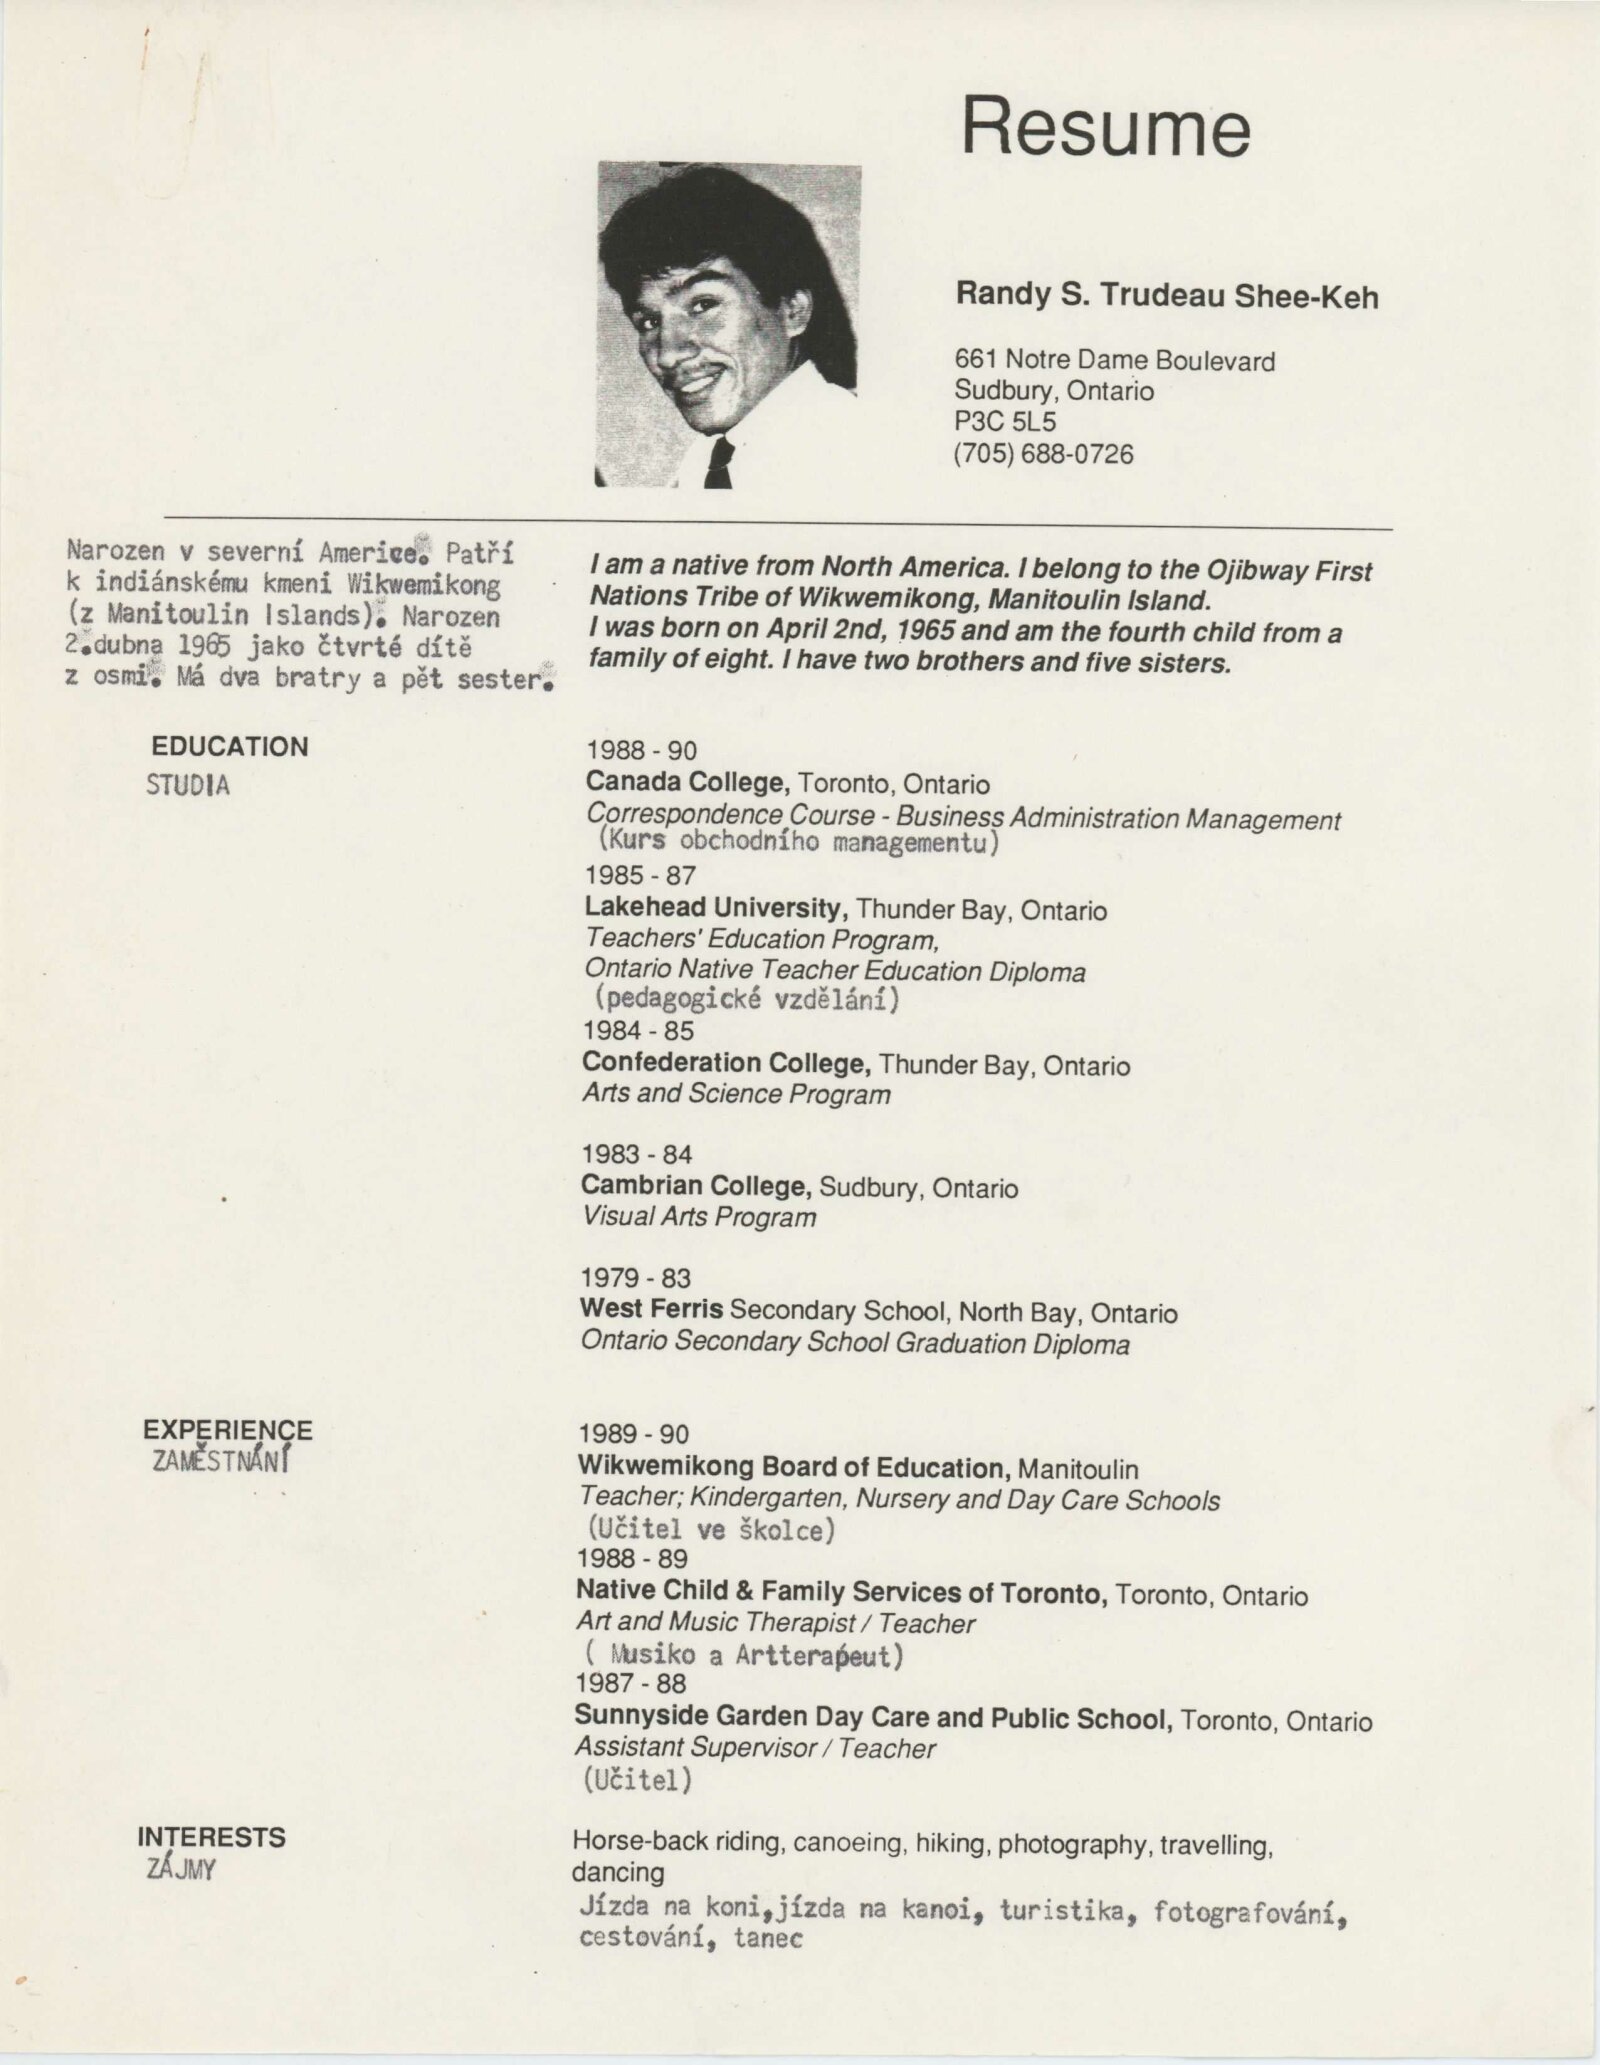 Resume
Randy S. Trudeau Shee-Keh
661 Notre Dame Boulevard
Sudbury, Ontario
P3C 5L5
(705) 688-0726
Narozen v severní Americe. Patří
k indiánskému kmeni Wikwemikong
(z Manitoulin Islands). Narozen
2.dubna 1965 jako čtvrté dítě
z osmi. Má dva bratry a pět sester.
I am a native from North America. I belong to the Ojibway First
Nations Tribe of Wikwemikong, Manitoulin Island.
I was born on April 2nd, 1965 and am the fourth child from a
family of eight. I have two brothers and five sisters.
EDUCATION
STUDIA
1988 - 90
Canada College, Toronto, Ontario
Correspondence Course - Business Administration Management
(Kurs obchodního managementu)
1985 - 87
Lakehead University, Thunder Bay, Ontario
Teachers' Education Program,
Ontario Native Teacher Education Diploma
(pedagogické vzdělání)
1984 - 85
Confederation College, Thunder Bay, Ontario
Arts and Science Program
1983 - 84
Cambrian College, Sudbury, Ontario
Visual Arts Program
1979 - 83
West Ferris Secondary School, North Bay, Ontario
Ontario Secondary School Graduation Diploma
EXPERIENCE
ZAMĚSTNÁNÍ
1989 - 90
Wikwemikong Board of Education, Manitoulin
Teacher; Kindergarten, Nursery and Day Care Schools
(Učitel ve školce)
1988 - 89
Native Child & Family Services of Toronto, Toronto, Ontario
Art and Music Therapist / Teacher
( Musiko a Artterapeut)
1987 - 88
Sunnyside Garden Day Care and Public School, Toronto, Ontario
Assistant Supervisor / Teacher
(Učitel)
INTERESTS
ZÁJMY
Horse-back riding, canoeing, hiking, photography, travelling,
dancing
Jízda na koni,jízda na kanoi, turistika, fotografování,
cestování, tanec